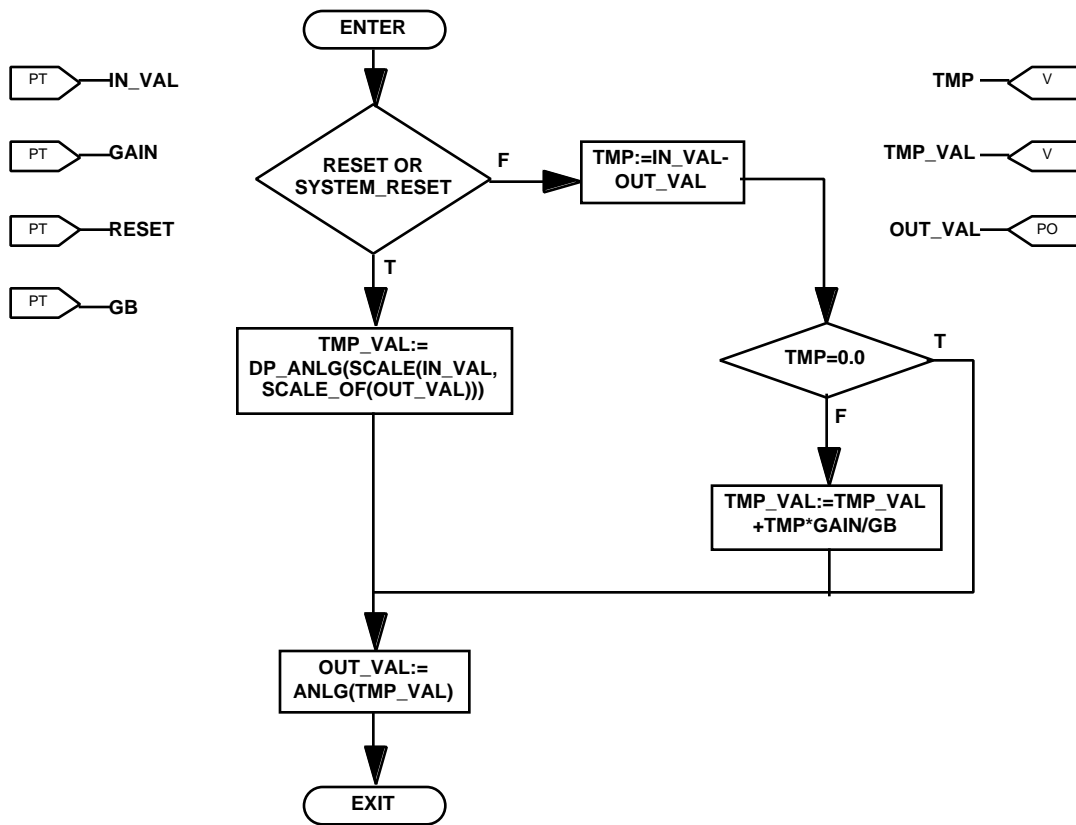 ENTER
PT
IN_VAL
TMP
V
PT
GAIN
TMP_VAL
V
PT
RESET
OUT_VAL
PO
PT
GB
RESET OR
SYSTEM_RESET
F
T
TMP:=IN_VAL-
OUT_VAL
TMP_VAL:=
DP_ANLG(SCALE(IN_VAL,
SCALE_OF(OUT_VAL)))
TMP=0.0
T
F
TMP_VAL:=TMP_VAL
+TMP*GAIN/GB
OUT_VAL:=
ANLG(TMP_VAL)
EXIT